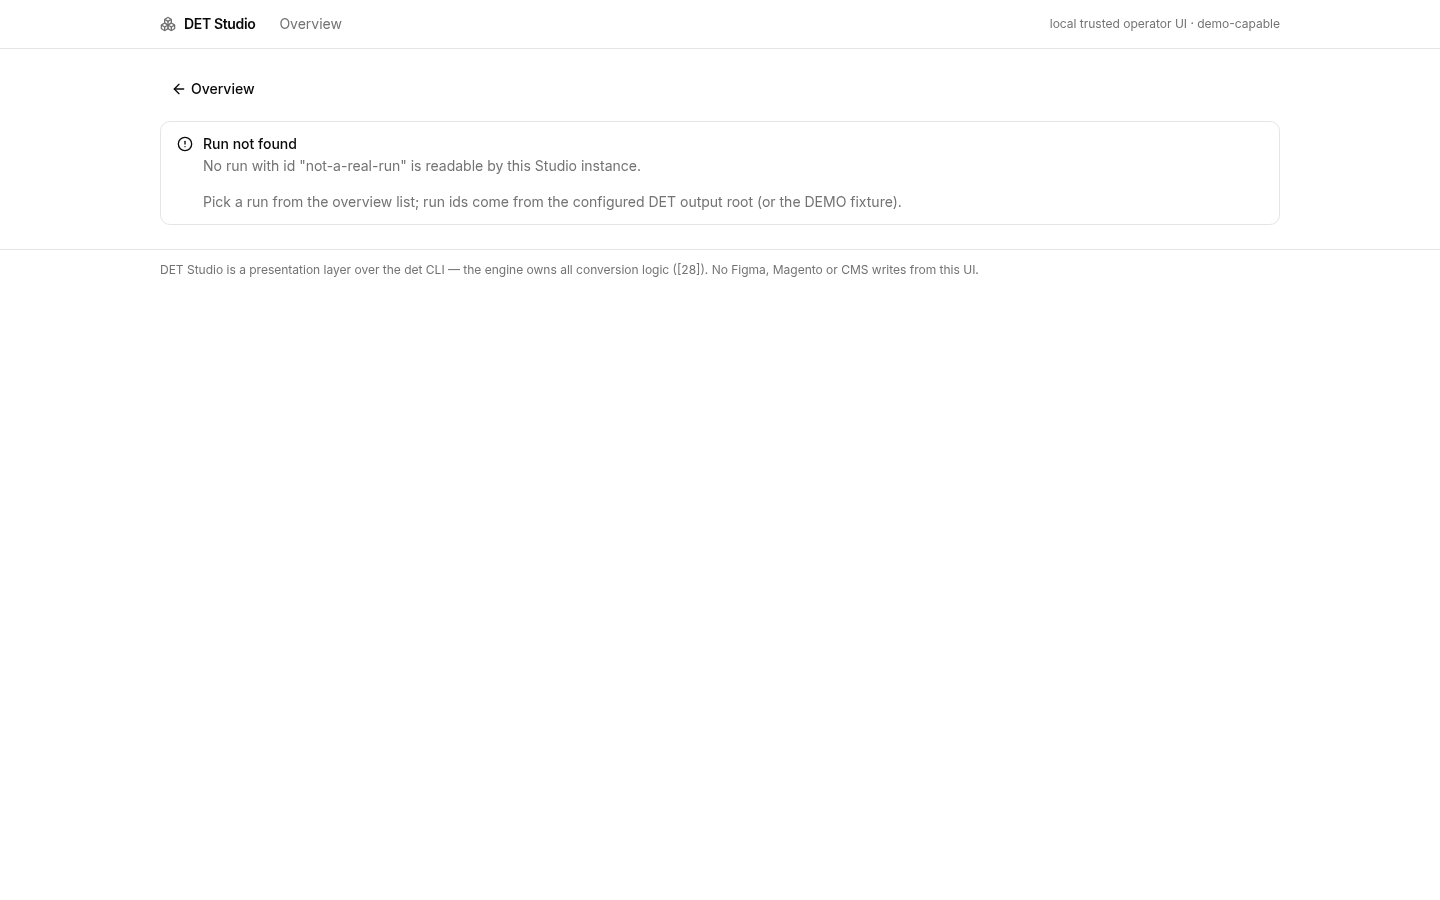 DET Studio Overview local trusted operator UI · demo-capable
← Overview
Run not found
No run with id "not-a-real-run" is readable by this Studio instance.
Pick a run from the overview list; run ids come from the configured DET output root (or the DEMO fixture).
DET Studio is a presentation layer over the det CLI — the engine owns all conversion logic ([28]). No Figma, Magento or CMS writes from this UI.